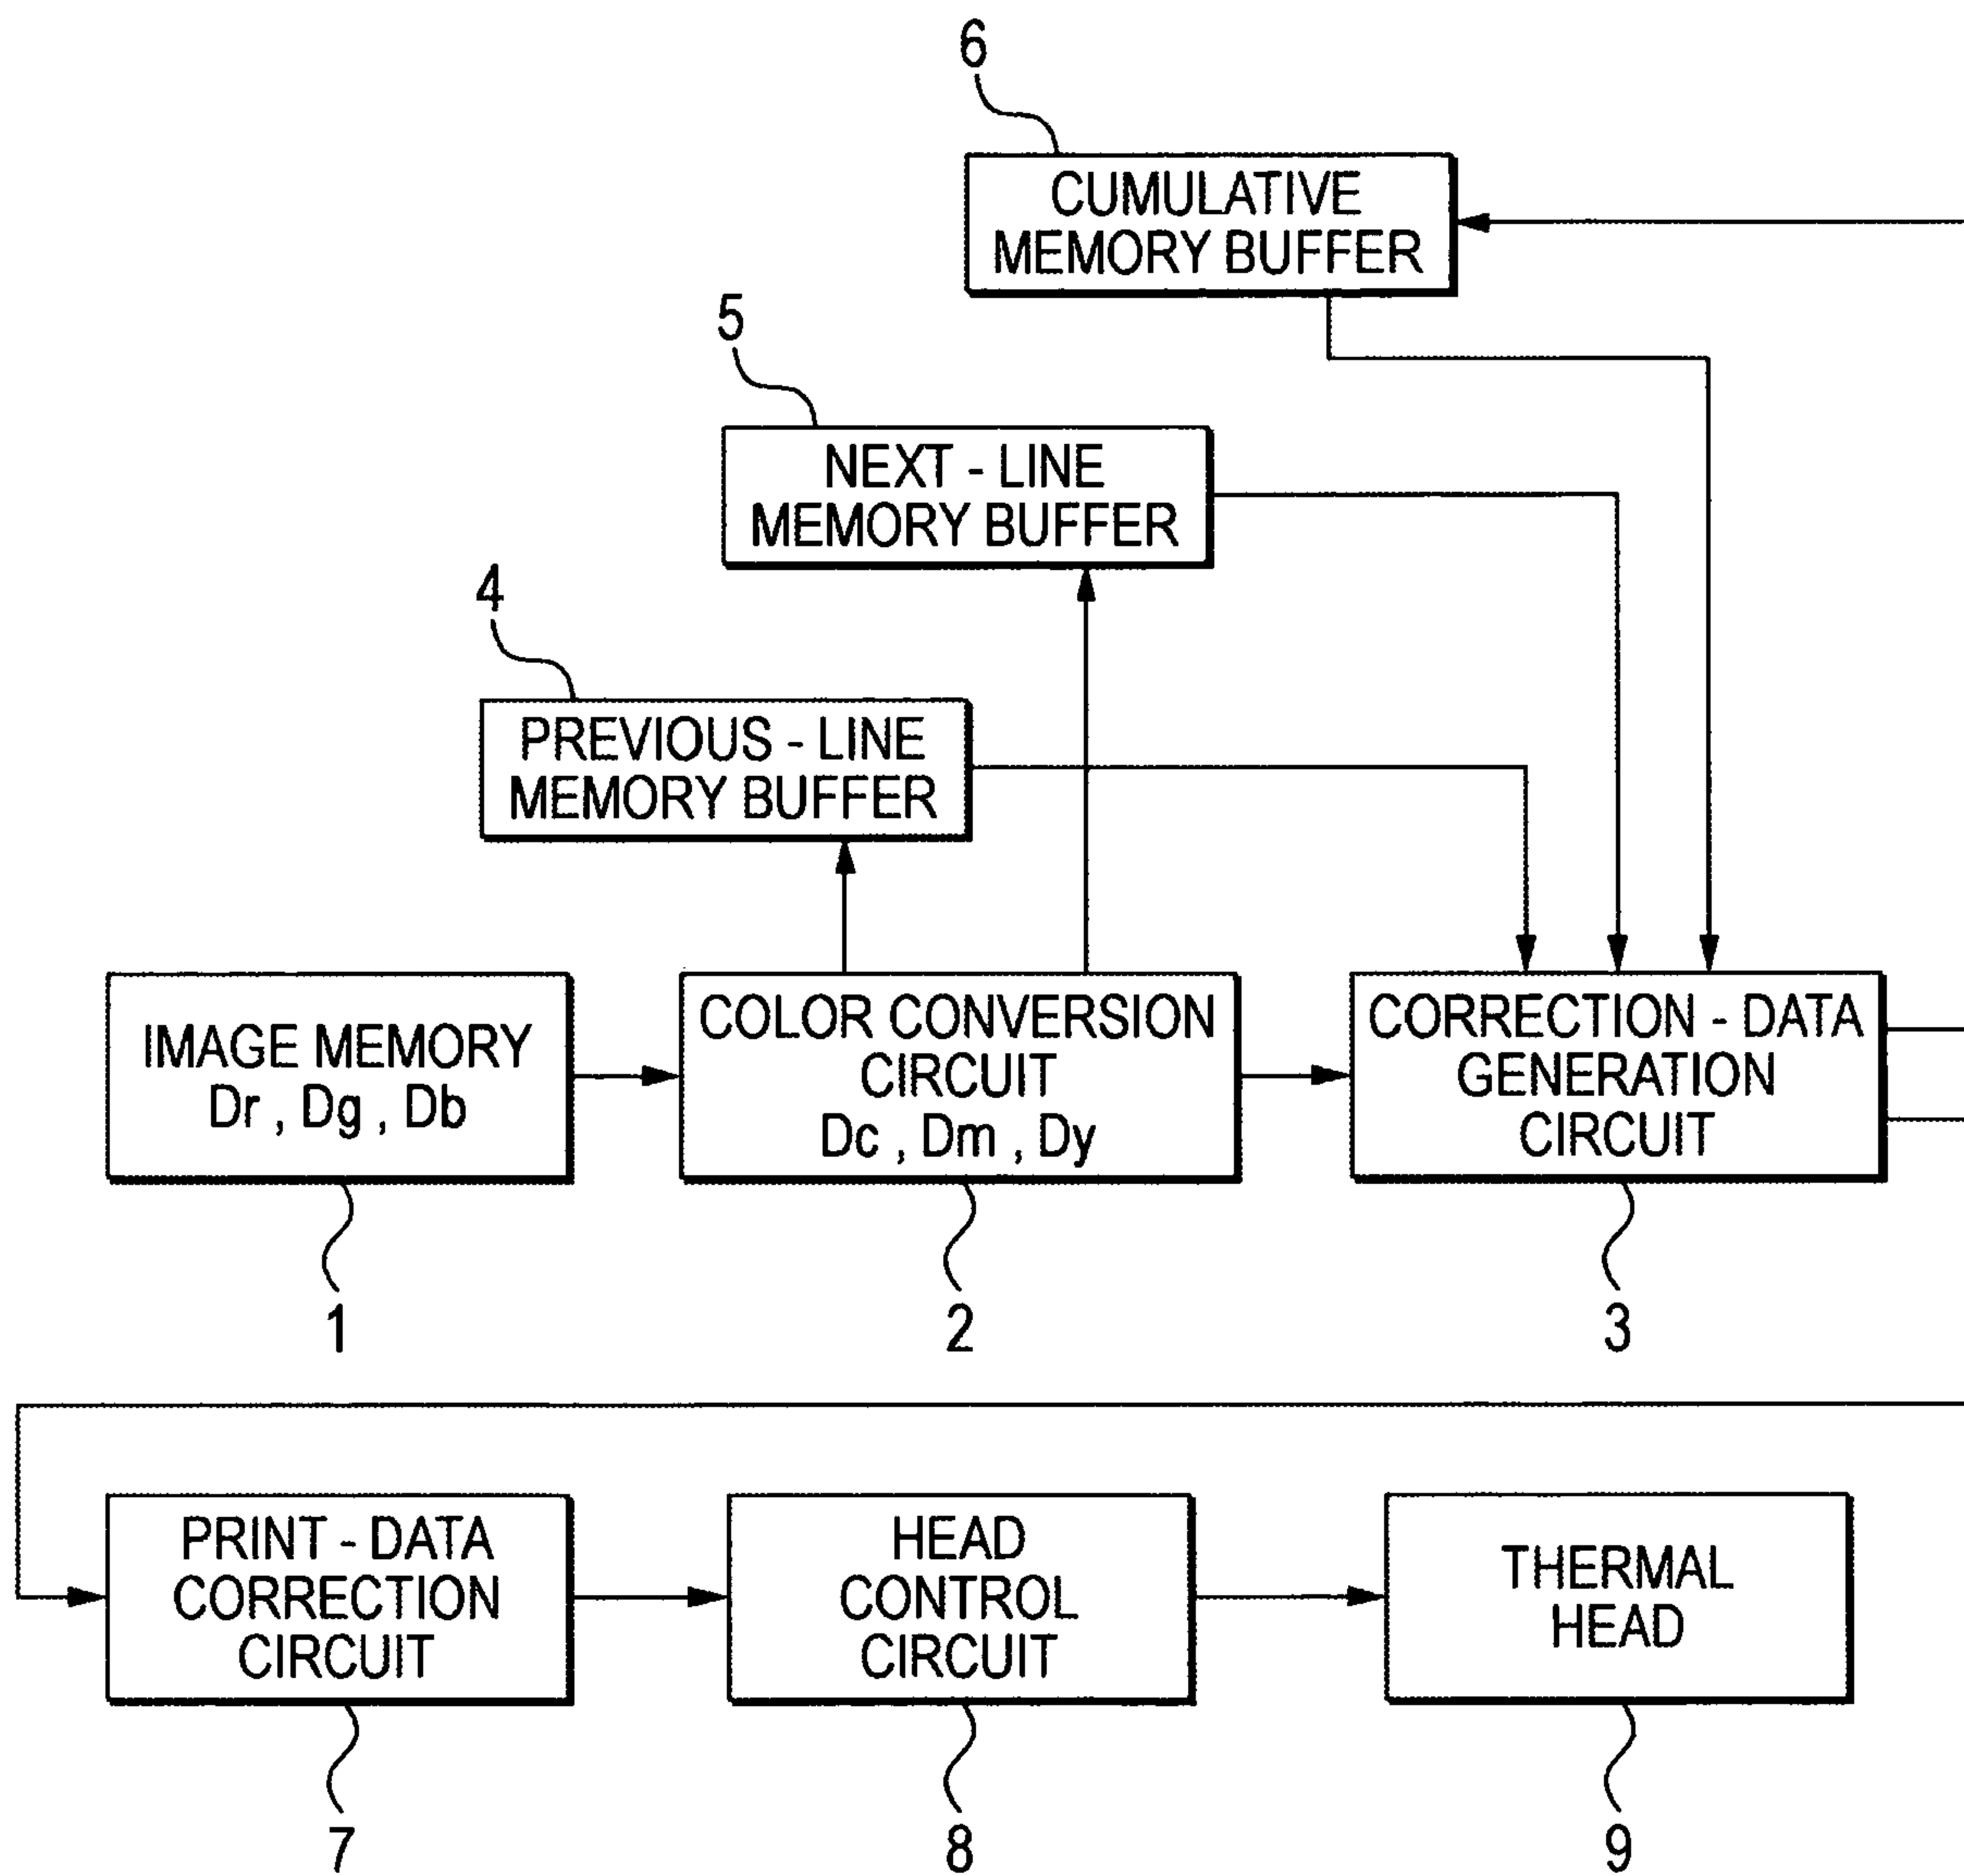 6
CUMULATIVE
MEMORY BUFFER
5
NEXT - LINE
MEMORY BUFFER
4
PREVIOUS - LINE
MEMORY BUFFER
IMAGE MEMORY
Dr , Dg , Db
COLOR CONVERSION
CIRCUIT
Dc , Dm , Dy
CORRECTION - DATA
GENERATION
CIRCUIT
1
2
3
PRINT - DATA
CORRECTION
CIRCUIT
HEAD
CONTROL
CIRCUIT
THERMAL
HEAD
7
8
9